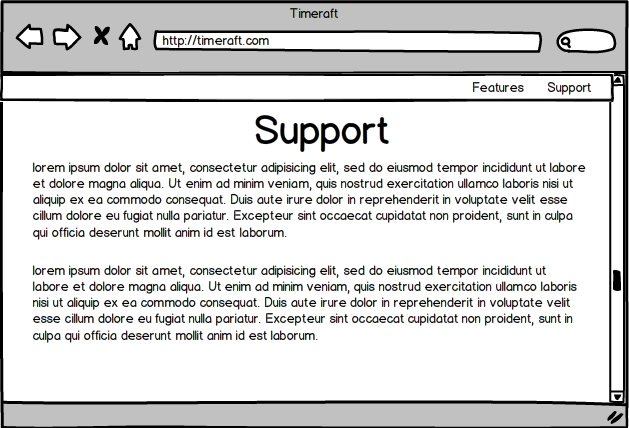 Timeraft
http://timeraft.com
Features Support
Support
lorem ipsum dolor sit amet, consectetur adipisicing elit, sed do eiusmod tempor incididunt ut labore
et dolore magna aliqua. Ut enim ad minim veniam, quis nostrud exercitation ullamco laboris nisi ut
aliquip ex ea commodo consequat. Duis aute irure dolor in reprehenderit in voluptate velit esse
cillum dolore eu fugiat nulla pariatur. Excepteur sint occaecat cupidatat non proident, sunt in culpa
qui officia deserunt mollit anim id est laborum.
lorem ipsum dolor sit amet, consectetur adipisicing elit, sed do eiusmod tempor incididunt ut
labore et dolore magna aliqua. Ut enim ad minim veniam, quis nostrud exercitation ullamco laboris
nisi ut aliquip ex ea commodo consequat. Duis aute irure dolor in reprehenderit in voluptate velit
esse cillum dolore eu fugiat nulla pariatur. Excepteur sint occaecat cupidatat non proident, sunt in
culpa qui officia deserunt mollit anim id est laborum.